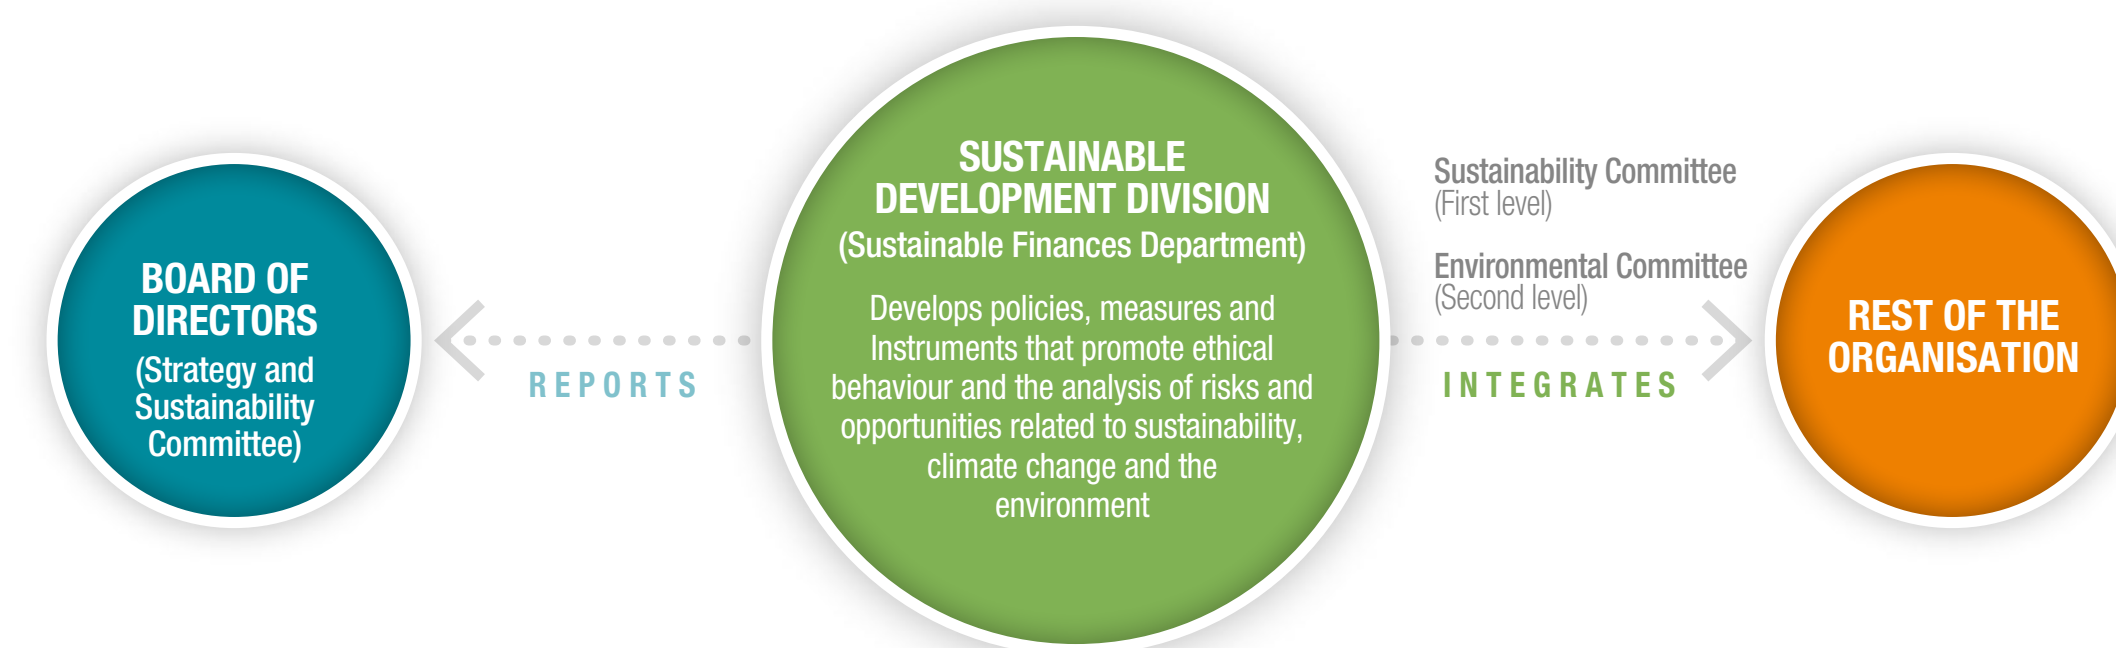 BOARD OF
DIRECTORS
(Strategy and
Sustainability
Committee)
REPORTS
SUSTAINABLE
DEVELOPMENT DIVISION
(Sustainable Finances Department)
Develops policies, measures and
Instruments that promote ethical
behaviour and the analysis of risks and
opportunities related to sustainability,
climate change and the
environment
Sustainability Committee
(First level)
Environmental Committee
(Second level)
INTEGRATES
REST OF THE
ORGANISATION